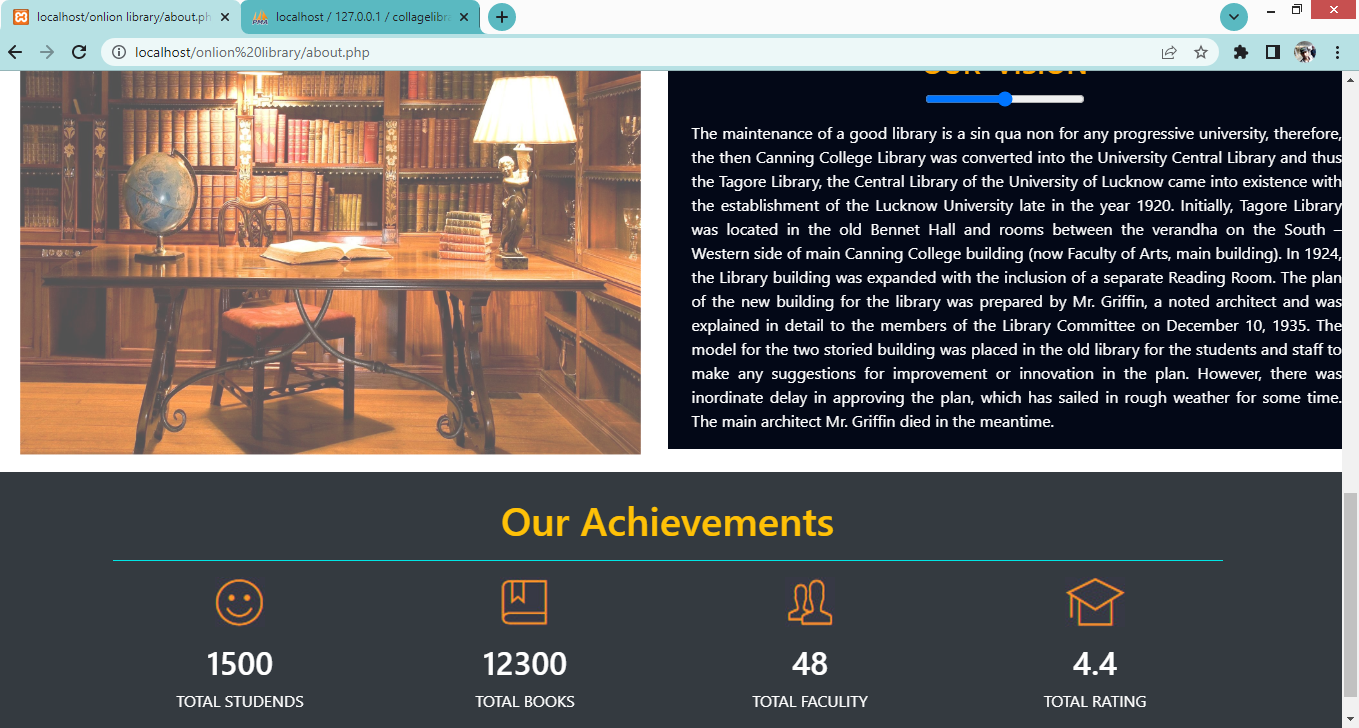 localhost/onlion library/about.ph
localhost / 127.0.0.1 / collagelibra
localhost/onlion%20library/about.php
OUR VISION
The maintenance of a good library is a sin qua non for any progressive university, therefore,
the then Canning College Library was converted into the University Central Library and thus
the Tagore Library, the Central Library of the University of Lucknow came into existence with
the establishment of the Lucknow University late in the year 1920. Initially, Tagore Library
was located in the old Bennet Hall and rooms between the verandha on the South –
Western side of main Canning College building (now Faculty of Arts, main building). In 1924,
the Library building was expanded with the inclusion of a separate Reading Room. The plan
of the new building for the library was prepared by Mr. Griffin, a noted architect and was
explained in detail to the members of the Library Committee on December 10, 1935. The
model for the two storied building was placed in the old library for the students and staff to
make any suggestions for improvement or innovation in the plan. However, there was
inordinate delay in approving the plan, which has sailed in rough weather for some time.
The main architect Mr. Griffin died in the meantime.
Our Achievements
1500 12300 48 4.4
TOTAL STUDENDS TOTAL BOOKS TOTAL FACULITY TOTAL RATING